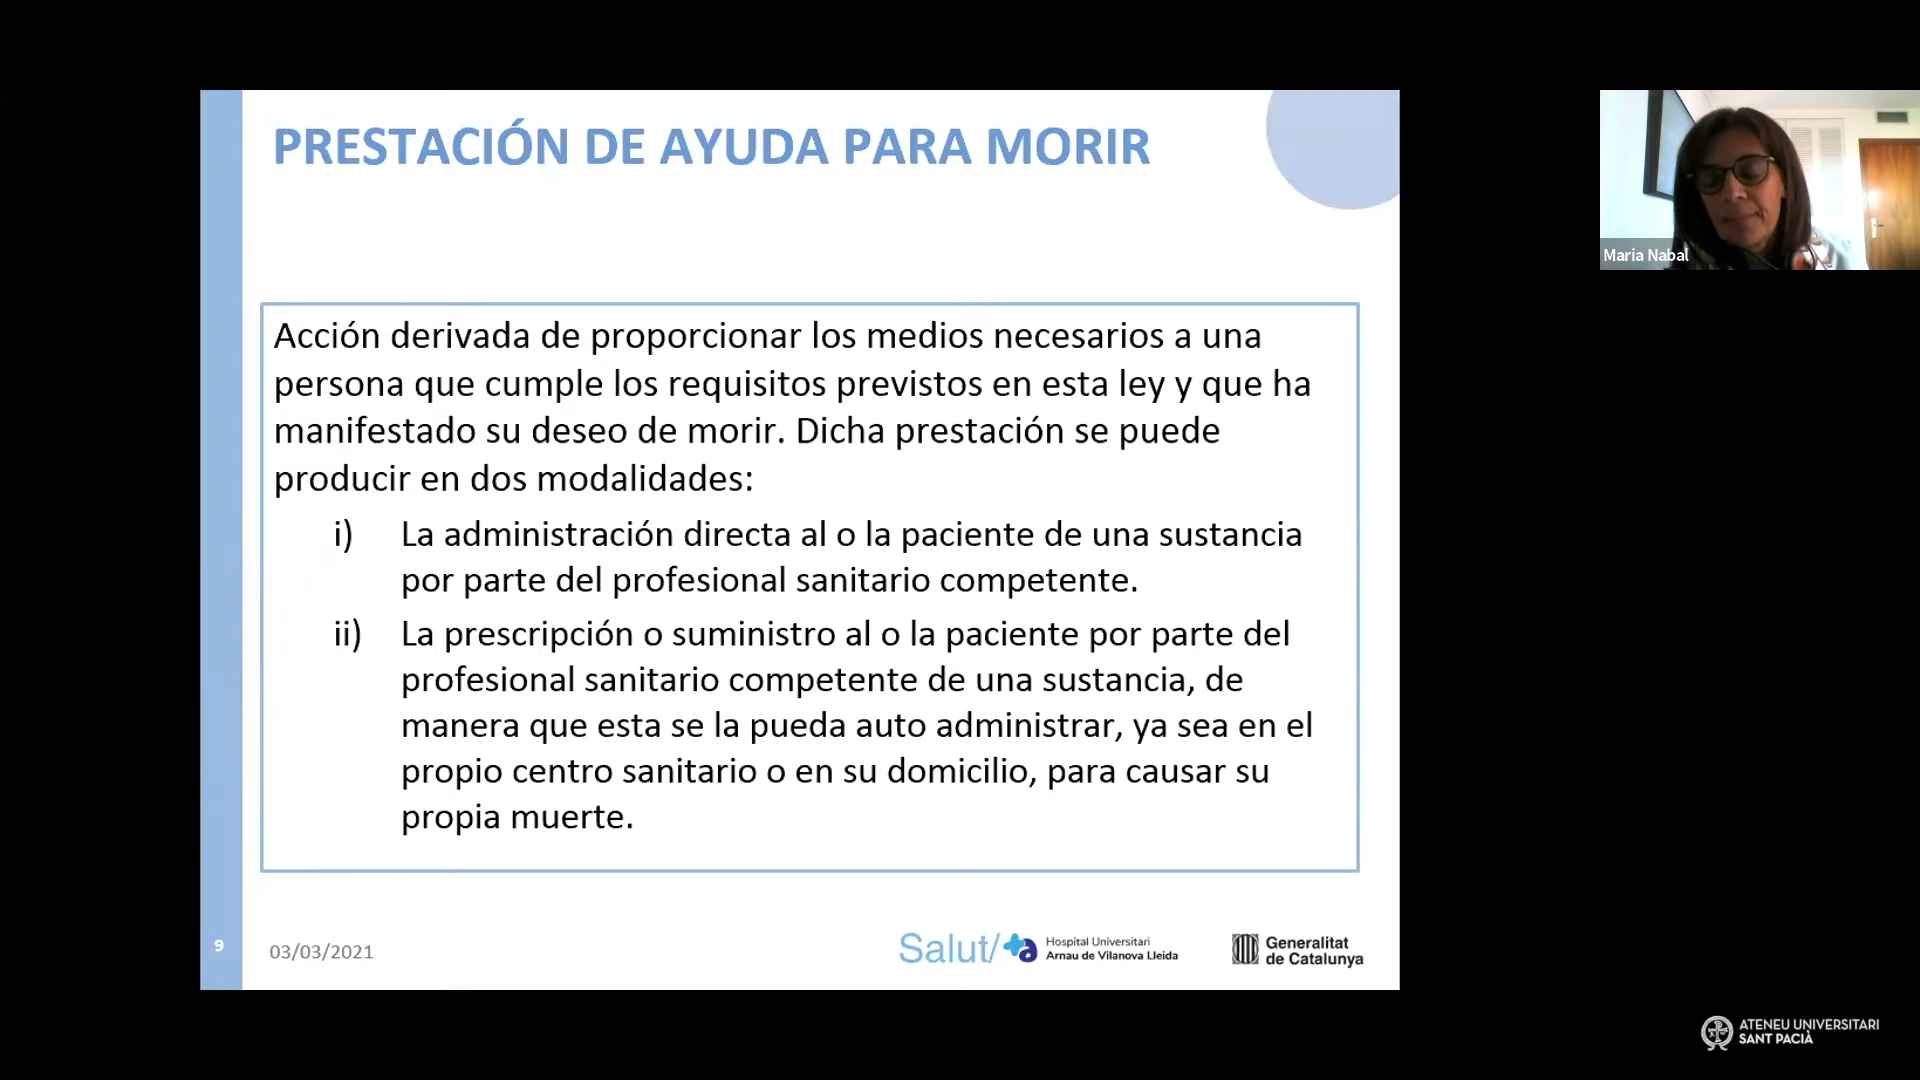 PRESTACIÓN DE AYUDA PARA MORIR
Maria Nabal
Acción derivada de proporcionar los medios necesarios a una
persona que cumple los requisitos previstos en esta ley y que ha
manifestado su deseo de morir. Dicha prestación se puede
producir en dos modalidades:
i) La administración directa al o la paciente de una sustancia
por parte del profesional sanitario competente.
ii) La prescripción o suministro al o la paciente por parte del
profesional sanitario competente de una sustancia, de
manera que esta se la pueda auto administrar, ya sea en el
propio centro sanitario o en su domicilio, para causar su
propia muerte.
9
03/03/2021
Salut/
Hospital Universitari
Arnau de Vilanova Lleida
Generalitat
de Catalunya
ATENEU UNIVERSITARI
SANT PACIÀ